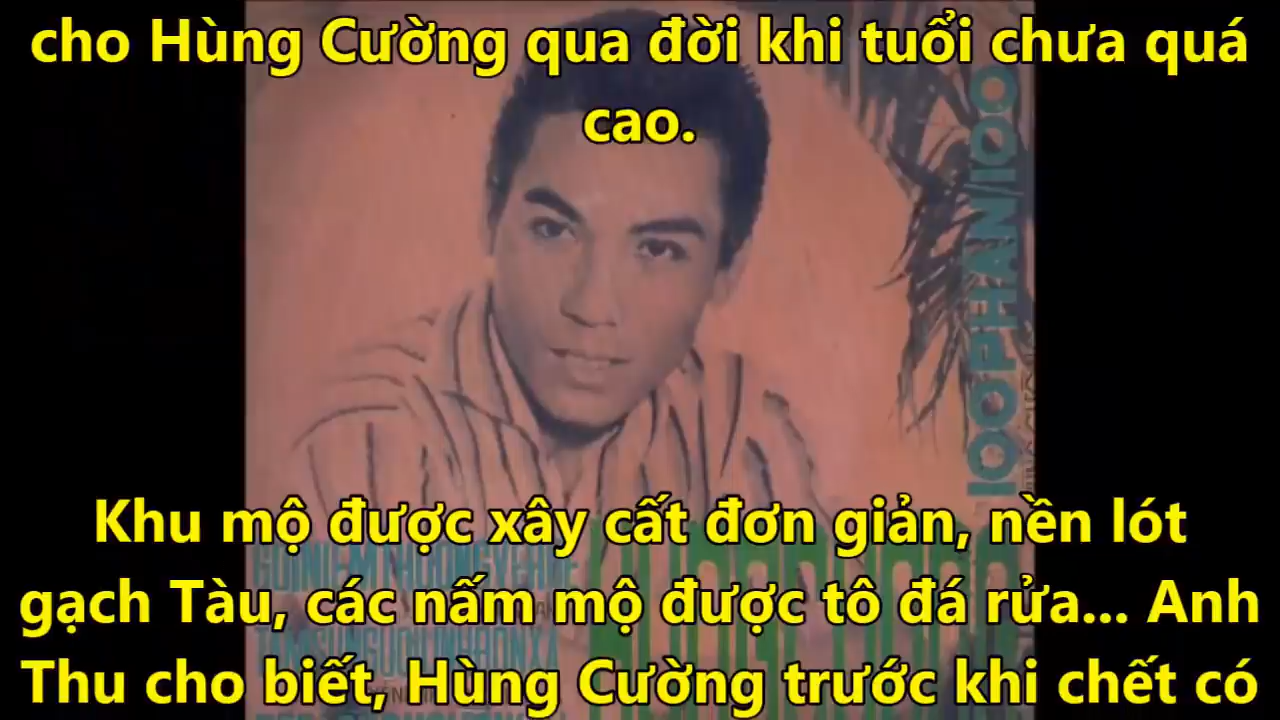 cho Hùng Cường qua đời khi tuổi chưa quá
cao.
100PHAN100
Khu mộ được xây cất đơn giản, nền lót
gạch Tàu, các nấm mộ được tô đá rửa... Anh
Thu cho biết, Hùng Cường trước khi chết có